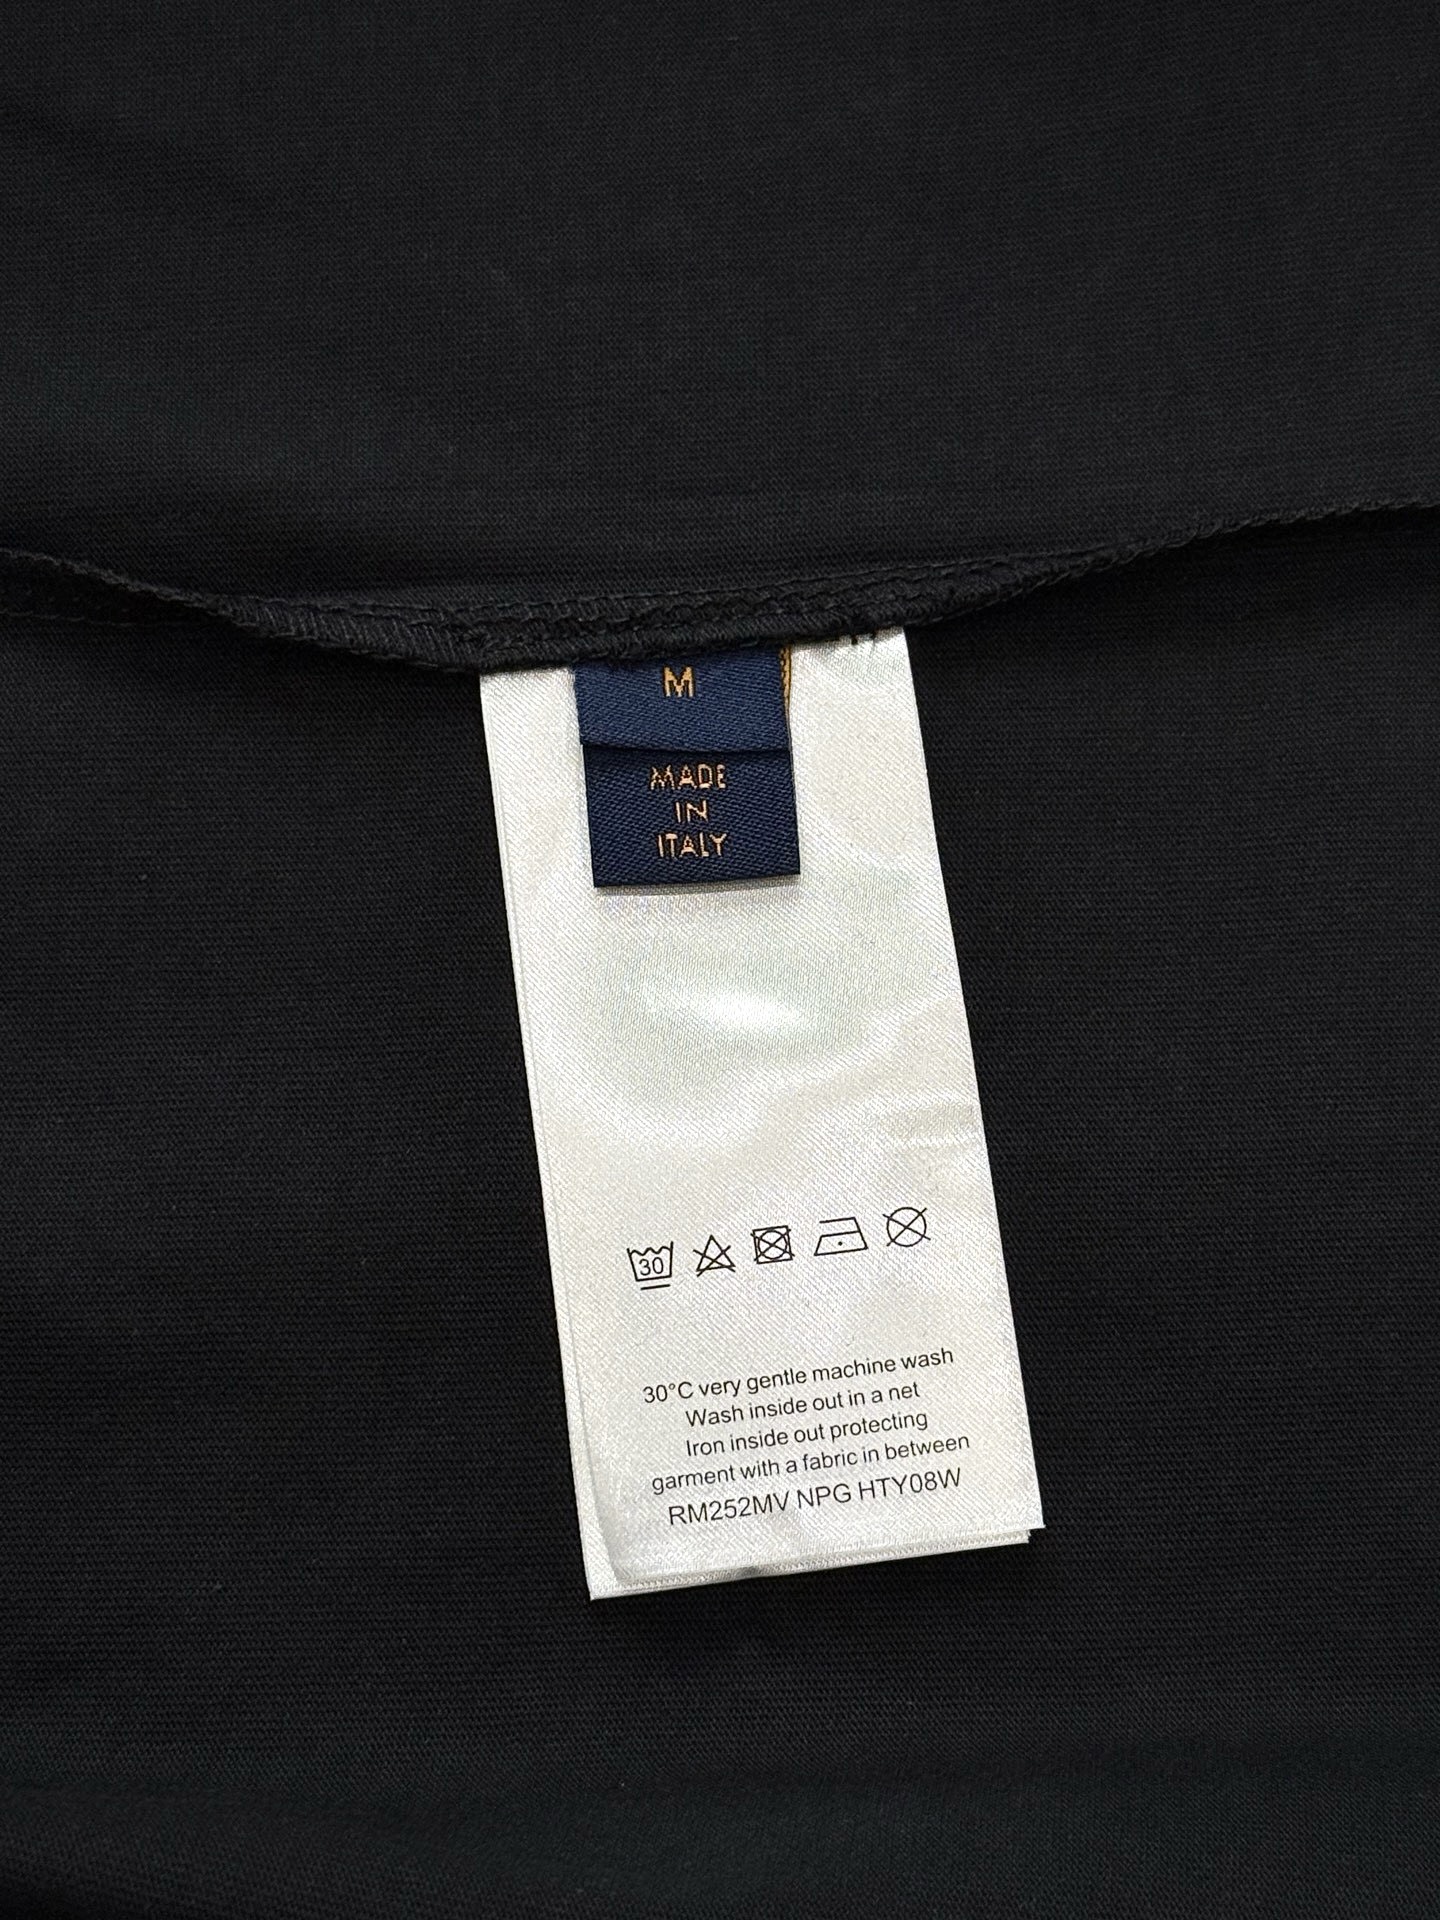 M
MADE
IN
ITALY
30
30°C very gentle machine wash
Wash inside out in a net
Iron inside out protecting
garment with a fabric in between
RM252MV NPG HTY08W